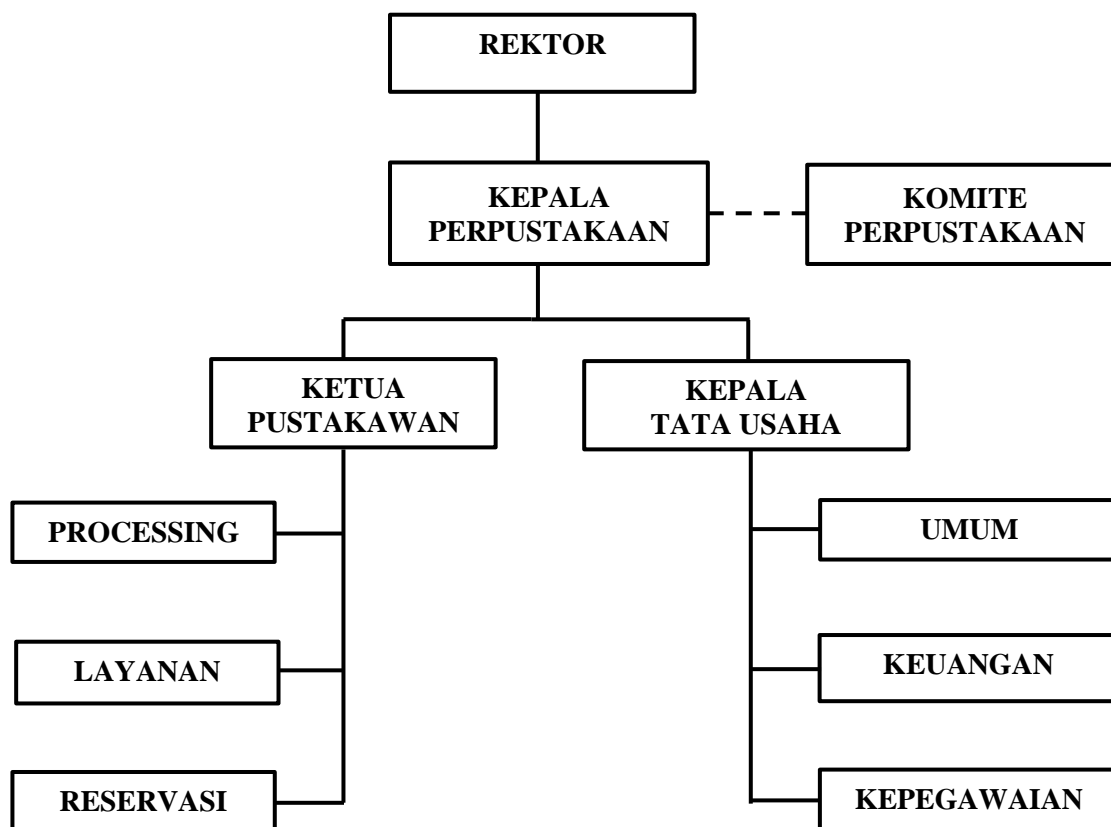 REKTOR
KEPALA
PERPUSTAKAAN
KOMITE
PERPUSTAKAAN
KETUA
PUSTAKAWAN
KEPALA
TATA USAHA
PROCESSING
UMUM
LAYANAN
KEUANGAN
RESERVASI
KEPEGAWAIAN